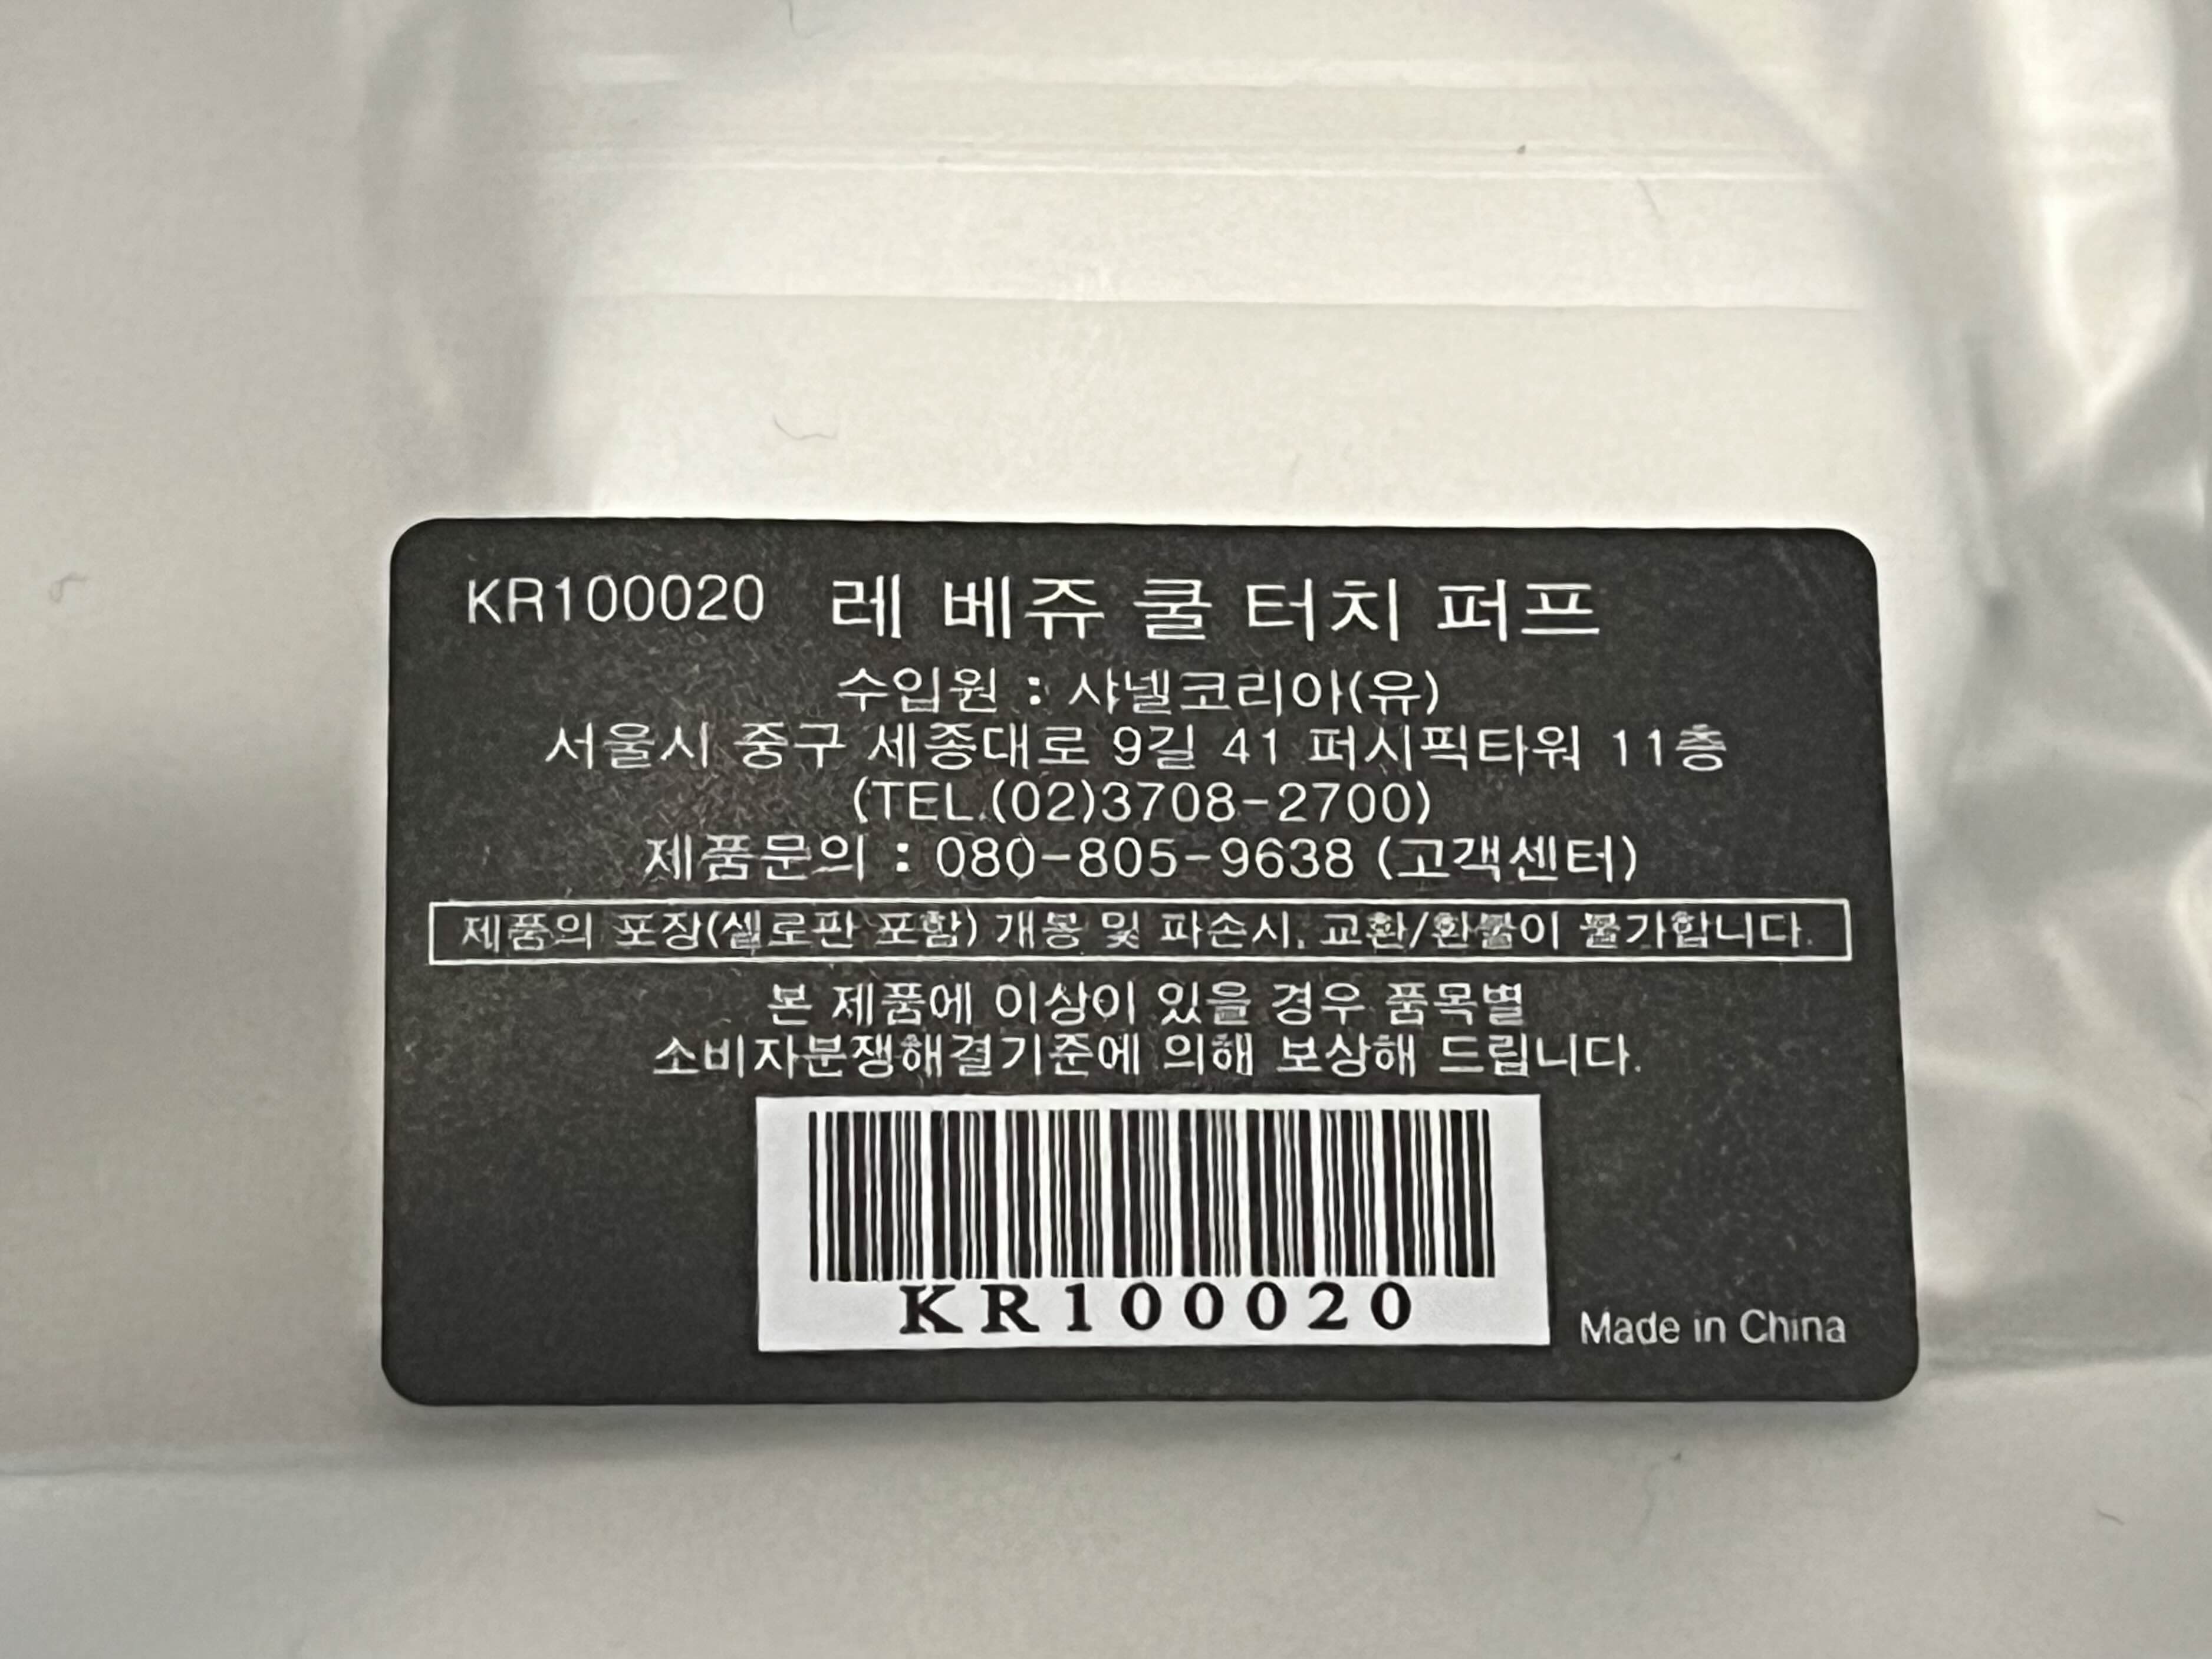 KR100020 레 베쥬 쿨 터치 퍼프
수입원 : 샤넬코리아(유)
서울시 중구 세종대로 9길 41 퍼시픽타워 11층
(TEL.(02)3708-2700)
제품문의 : 080-805-9638 (고객센터)
제품의 포장(셀로판 포함) 개봉 및 파손시, 교환/환불이 불가합니다.
본 제품에 이상이 있을 경우 품목별
소비자분쟁해결기준에 의해 보상해 드립니다.
KR100020
Made in China